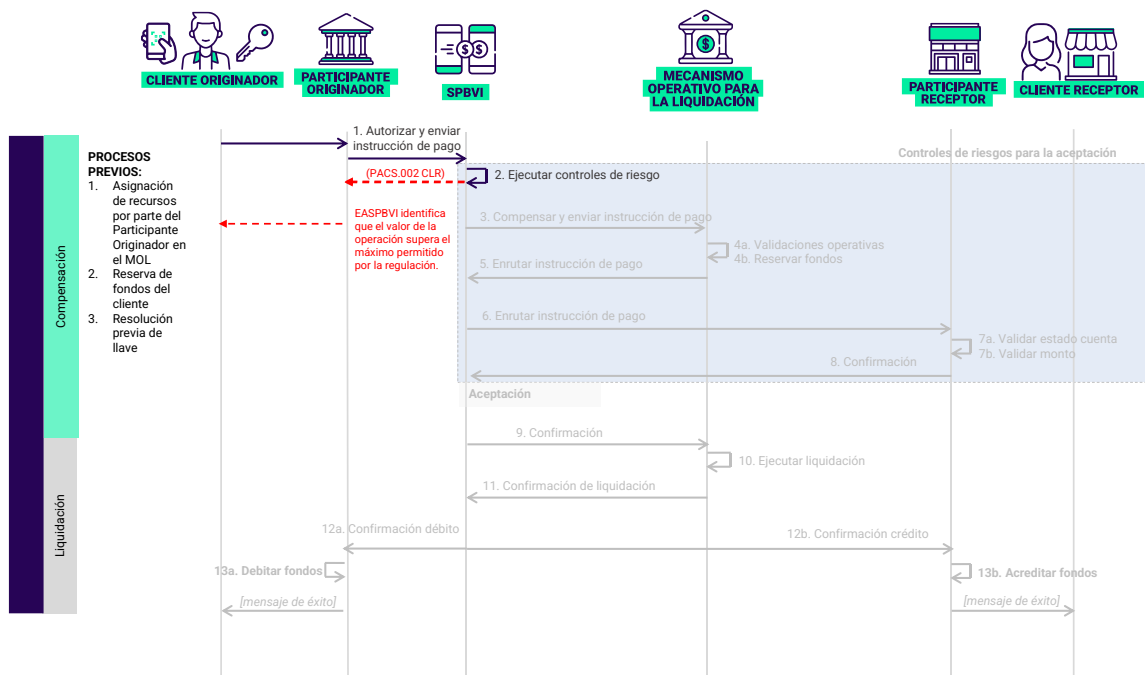 CLIENTE ORIGINADOR
PARTICIPANTE
ORIGINADOR
SPBVI
MECANISMO
OPERATIVO PARA
LA LIQUIDACIÓN
PARTICIPANTE
RECEPTOR
CLIENTE RECEPTOR
Compensación
Liquidación
PROCESOS
PREVIOS:
1. Asignación
de recursos
por parte del
Participante
Originador en
el MOL
2. Reserva de
fondos del
cliente
3. Resolución
previa de
llave
1. Autorizar y enviar
instrucción de pago
Controles de riesgos para la aceptación
(PACS.002 CLR)
2. Ejecutar controles de riesgo
EASPBVI identifica
que el valor de la
operación supera el
máximo permitido
por la regulación.
3. Compensar y enviar instrucción de pago
4a. Validaciones operativas
4b. Reservar fondos
5. Enrutar instrucción de pago
6. Enrutar instrucción de pago
7a. Validar estado cuenta
7b. Validar monto
8. Confirmación
Aceptación
9. Confirmación
10. Ejecutar liquidación
11. Confirmación de liquidación
12a. Confirmación débito
12b. Confirmación crédito
13a. Debitar fondos
13b. Acreditar fondos
[mensaje de éxito]
[mensaje de éxito]